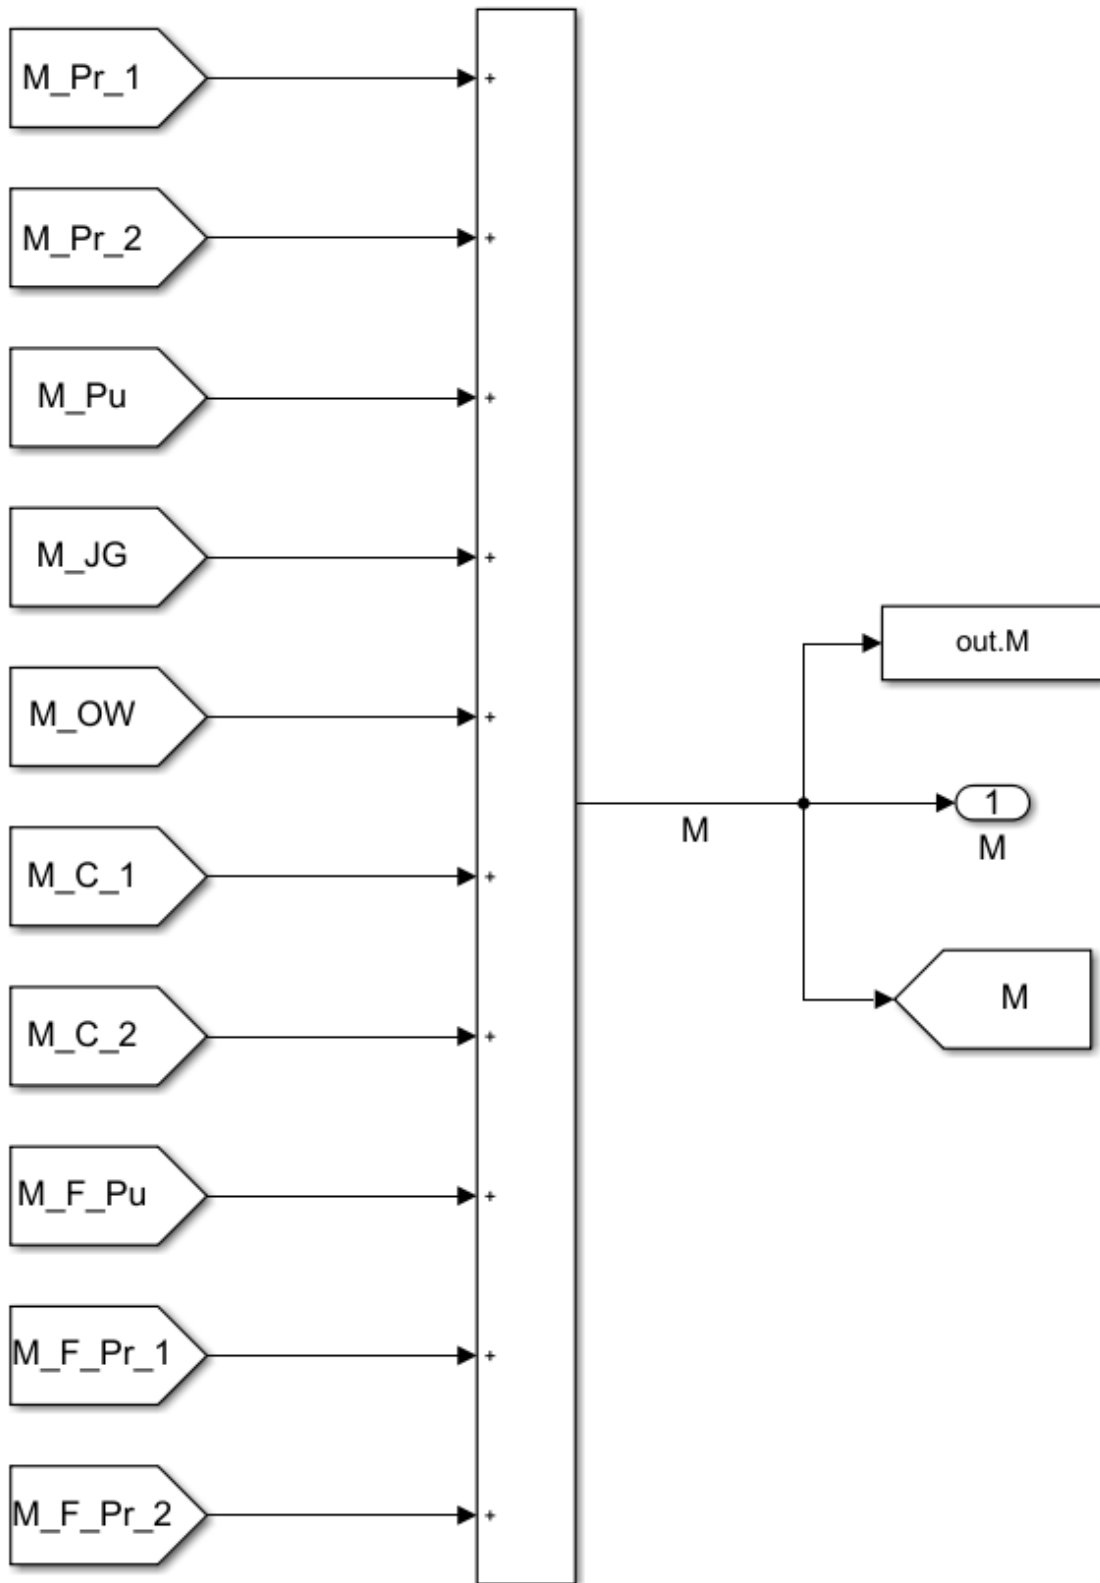 M_Pr_1
+
M_Pr_2
+
M_Pu
+
M_JG
+
out.M
M_OW
+
M
1
M
M_C_1
+
M
M_C_2
+
M_F_Pu
+
M_F_Pr_1
+
M_F_Pr_2
+